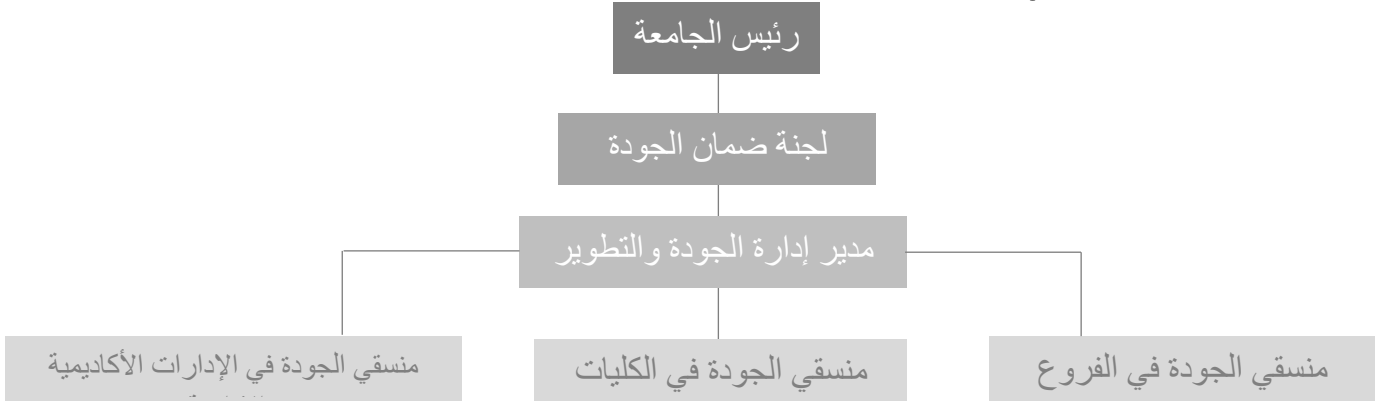 رئيس الجامعة
لجنة ضمان الجودة
مدير إدارة الجودة والتطوير
منسقي الجودة في الفروع
منسقي الجودة في الكليات
منسقي الجودة في الإدارات الأكاديمية